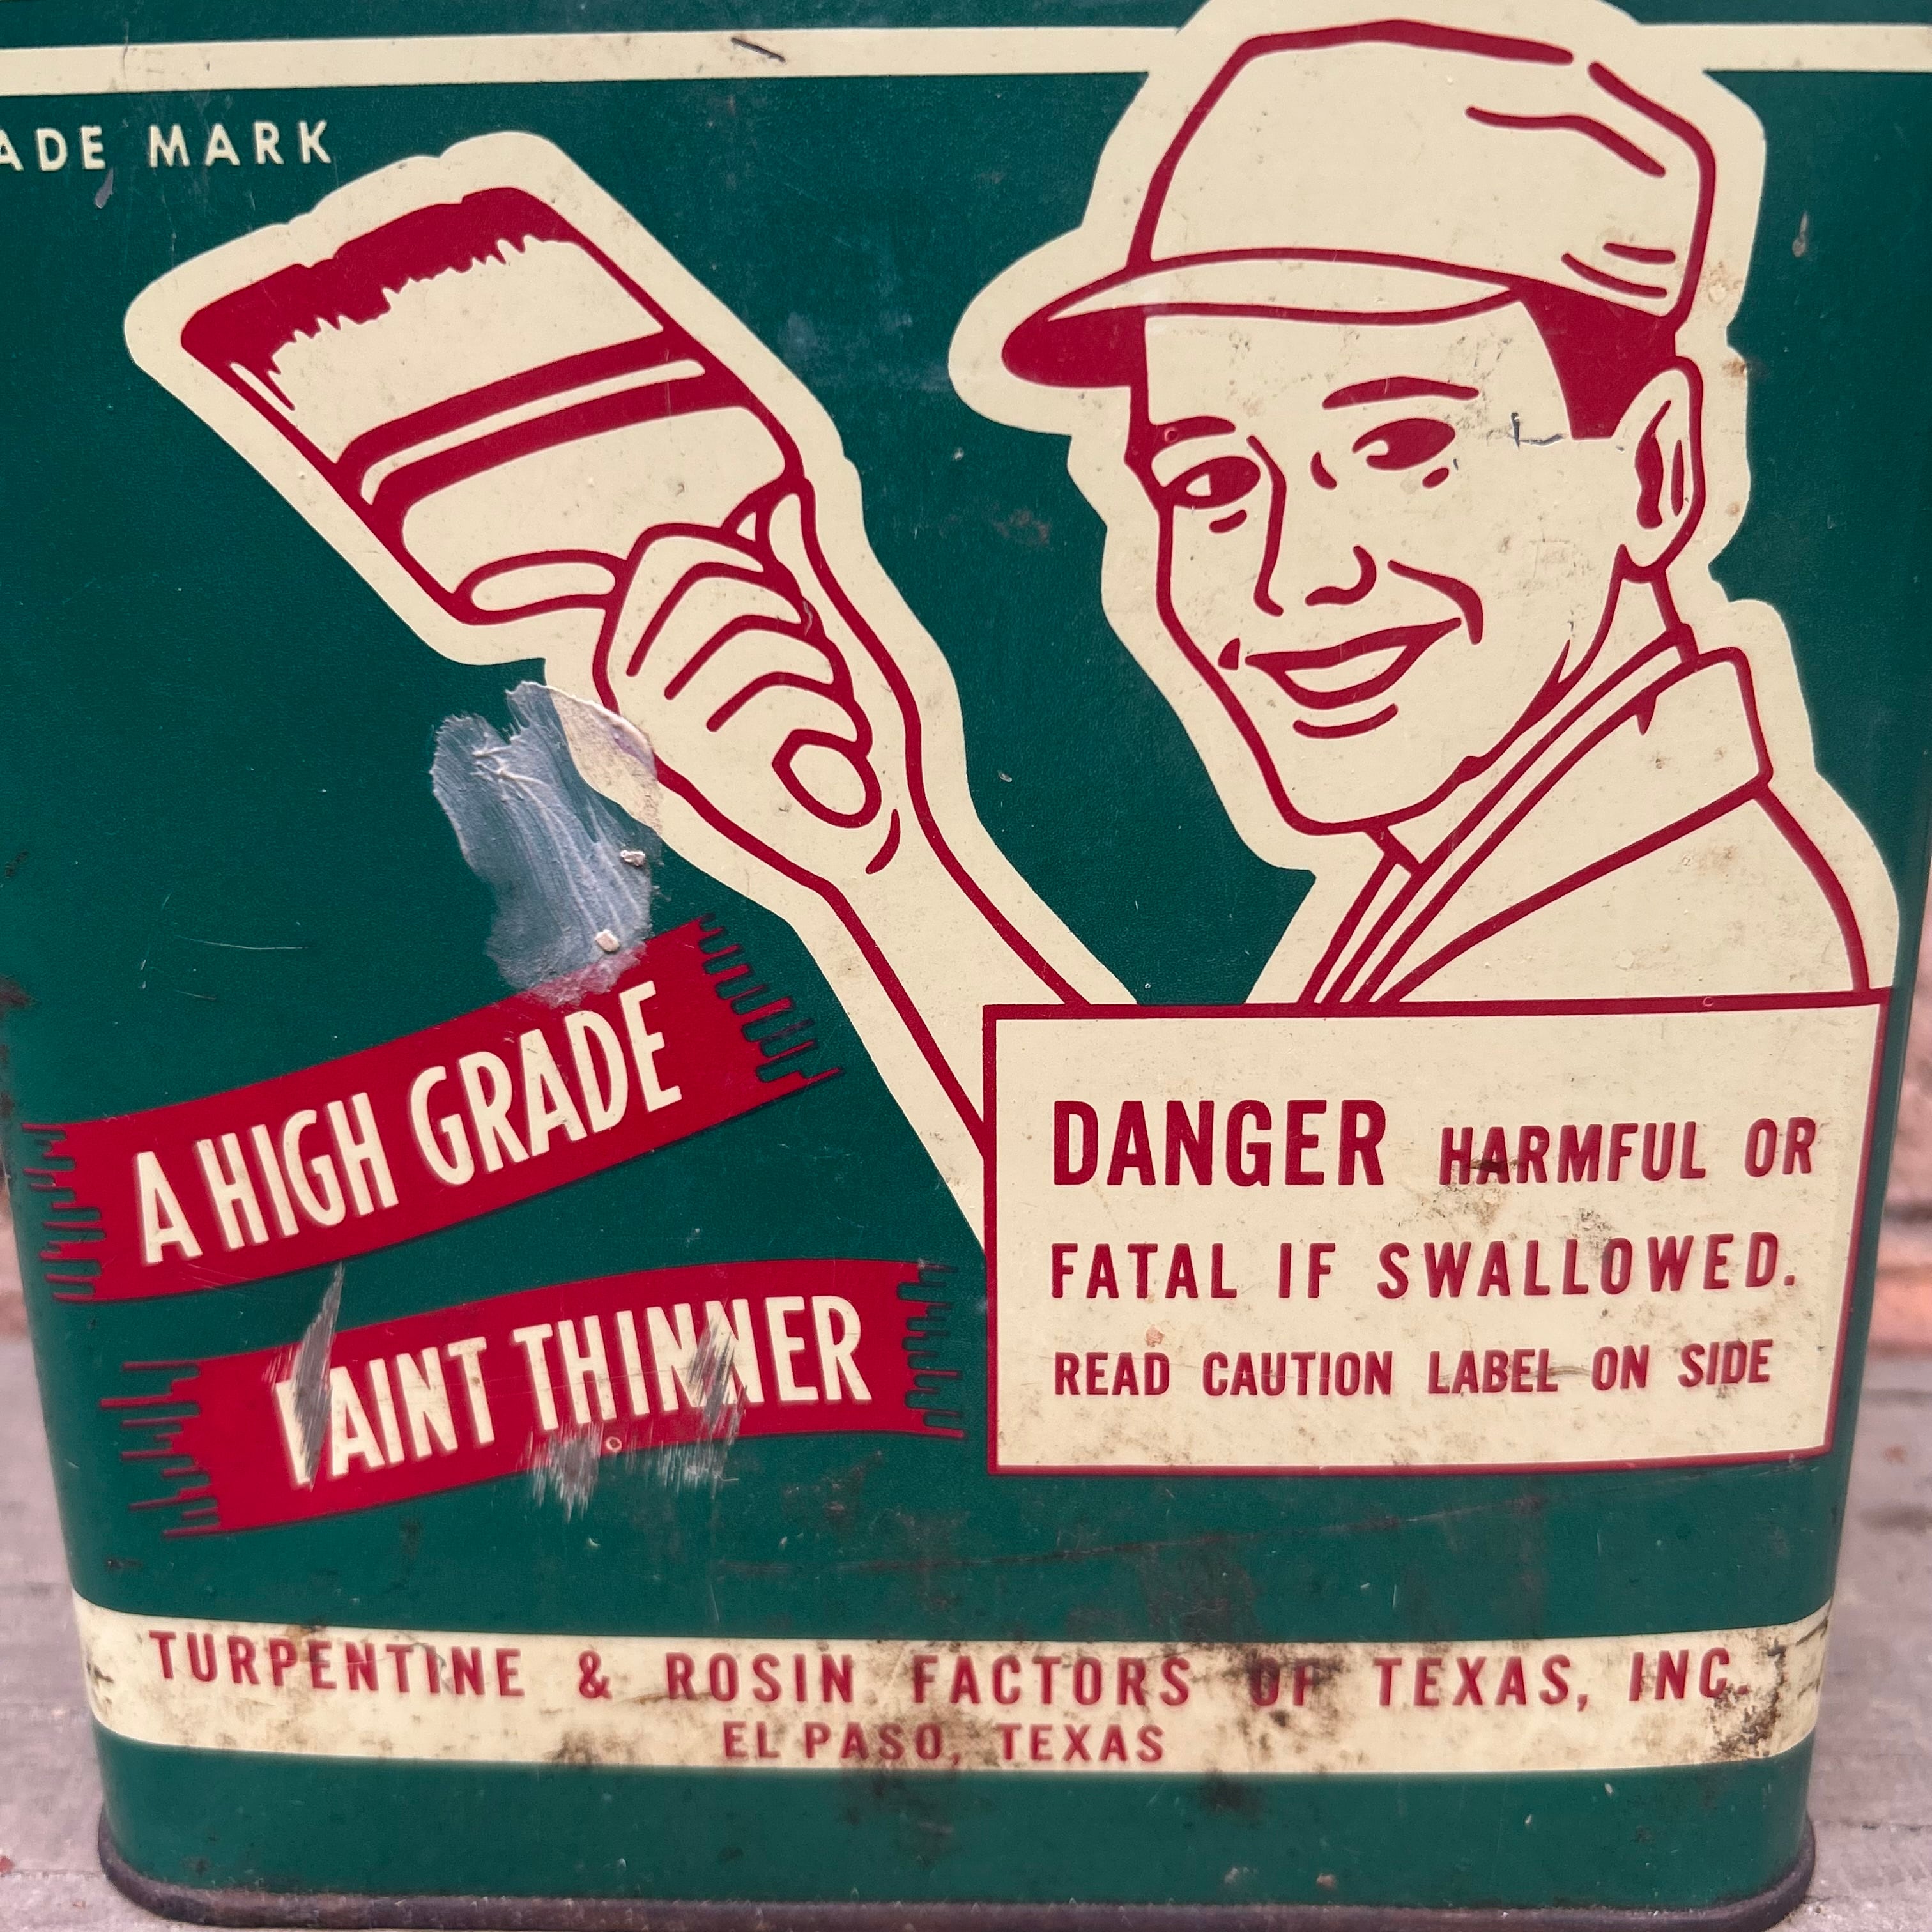 ADE MARK
A HIGH GRADE
PAINT THINNER
DANGER HARMFUL OR
FATAL IF SWALLOWED.
READ CAUTION LABEL ON SIDE
TURPENTINE & ROSIN FACTORS OF TEXAS, INC.
EL PASO, TEXAS